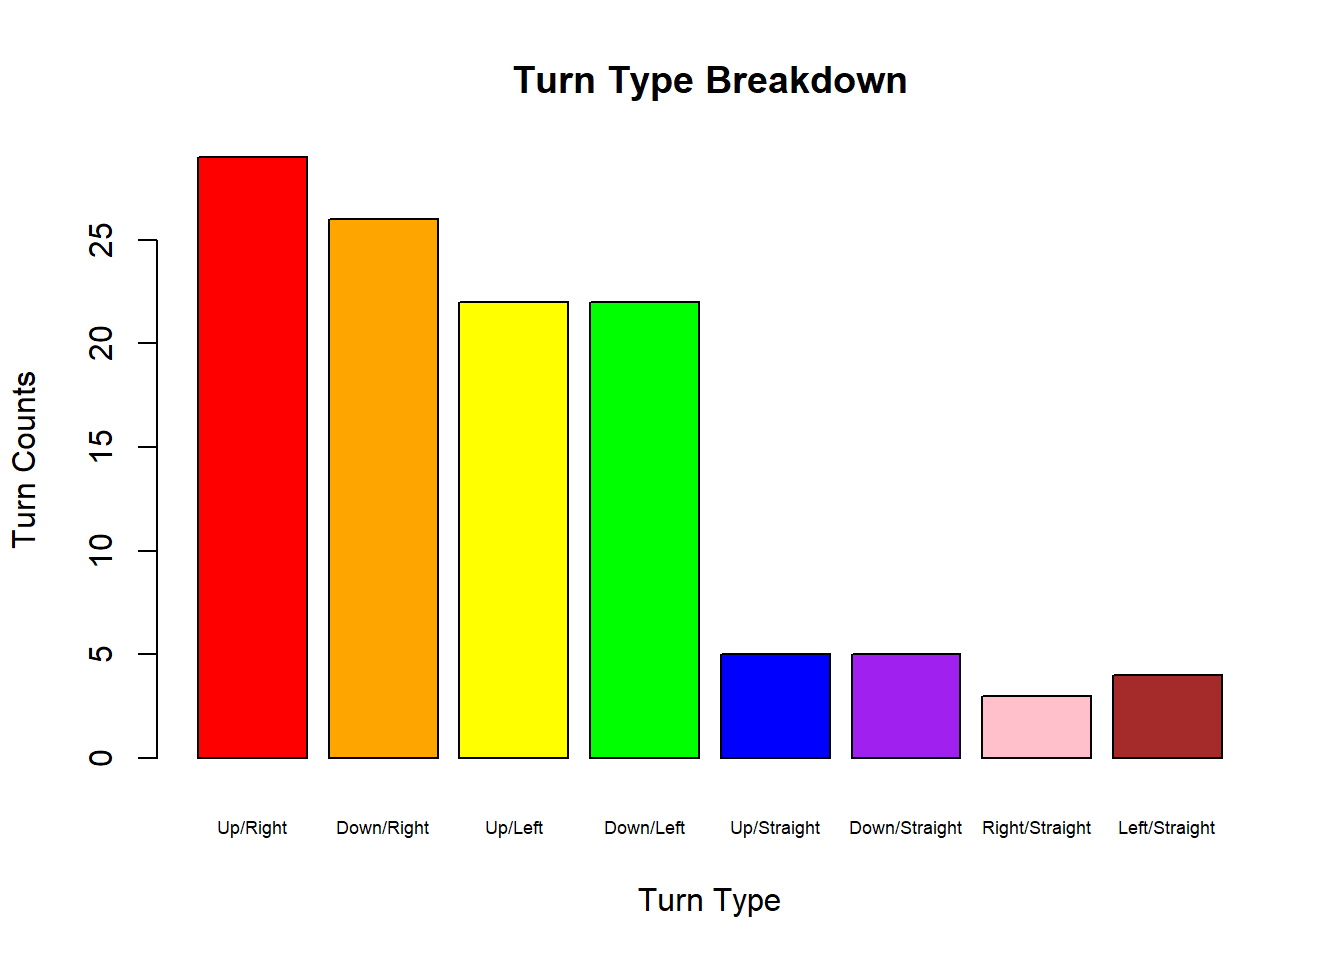 Turn Type Breakdown
Turn Counts
25
20
15
10
5
0
Up/Right Down/Right Up/Left Down/Left Up/Straight Down/Straight Right/Straight Left/Straight
Turn Type